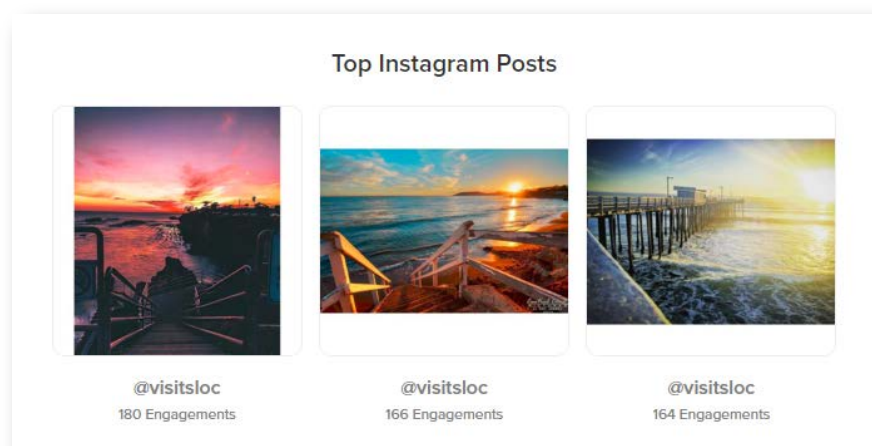 Top Instagram Posts
@visitsloc
180 Engagements
@visitsloc
166 Engagements
@visitsloc
164 Engagements